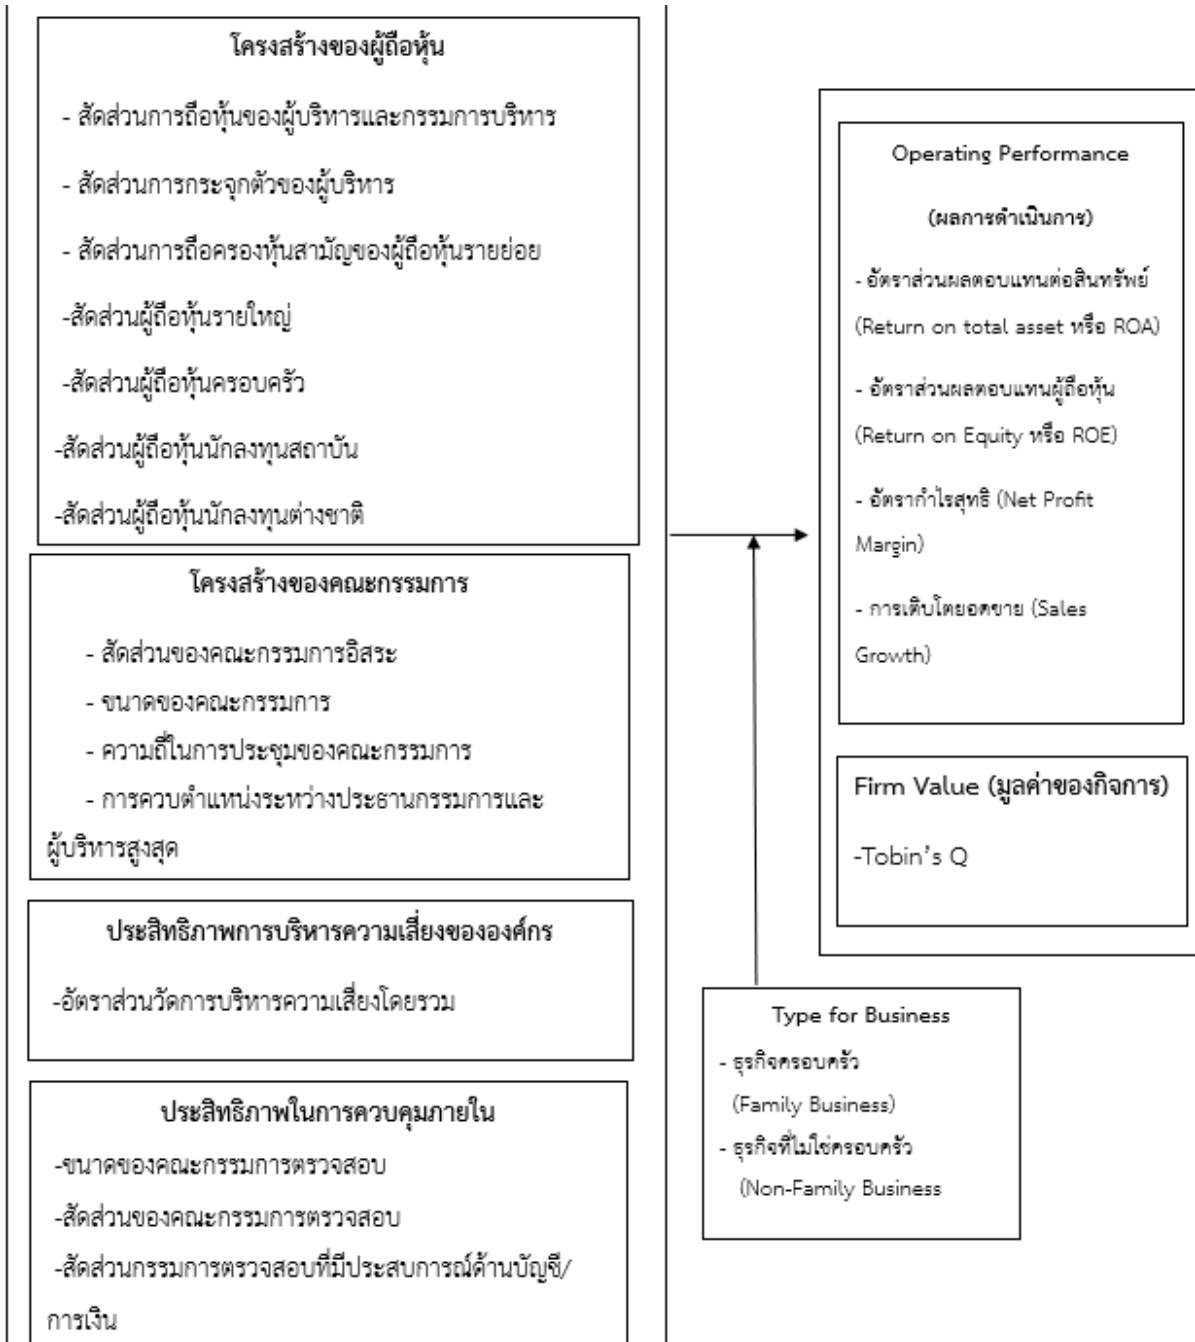 โครงสร้างของผู้ถือหุ้น
- สัดส่วนการถือหุ้นของผู้บริหารและกรรมการบริหาร
- สัดส่วนการกระจุกตัวของผู้บริหาร
- สัดส่วนการถือครองหุ้นสามัญของผู้ถือหุ้นรายย่อย
-สัดส่วนผู้ถือหุ้นรายใหญ่
-สัดส่วนผู้ถือหุ้นครอบครัว
-สัดส่วนผู้ถือหุ้นนักลงทุนสถาบัน
-สัดส่วนผู้ถือหุ้นนักลงทุนต่างชาติ
โครงสร้างของคณะกรรมการ
- สัดส่วนของคณะกรรมการอิสระ
- ขนาดของคณะกรรมการ
- ความถี่ในการประชุมของคณะกรรมการ
- การควบตำแหน่งระหว่างประธานกรรมการและ
ผู้บริหารสูงสุด
ประสิทธิภาพการบริหารความเสี่ยงขององค์กร
-อัตราส่วนวัดการบริหารความเสี่ยงโดยรวม
ประสิทธิภาพในการควบคุมภายใน
-ขนาดของคณะกรรมการตรวจสอบ
-สัดส่วนของคณะกรรมการตรวจสอบ
-สัดส่วนกรรมการตรวจสอบที่มีประสบการณ์ด้านบัญชี/
การเงิน
Operating Performance
(ผลการดำเนินการ)
- อัตราส่วนผลตอบแทนต่อสินทรัพย์
(Return on total asset หรือ ROA)
- อัตราส่วนผลตอบแทนผู้ถือหุ้น
(Return on Equity หรือ ROE)
- อัตรากำไรสุทธิ (Net Profit
Margin)
- การเติบโตยอดขาย (Sales
Growth)
Firm Value (มูลค่าของกิจการ)
-Tobin's Q
Type for Business
- ธุรกิจครอบครัว
(Family Business)
- ธุรกิจที่ไม่ใช่ครอบครัว
(Non-Family Business